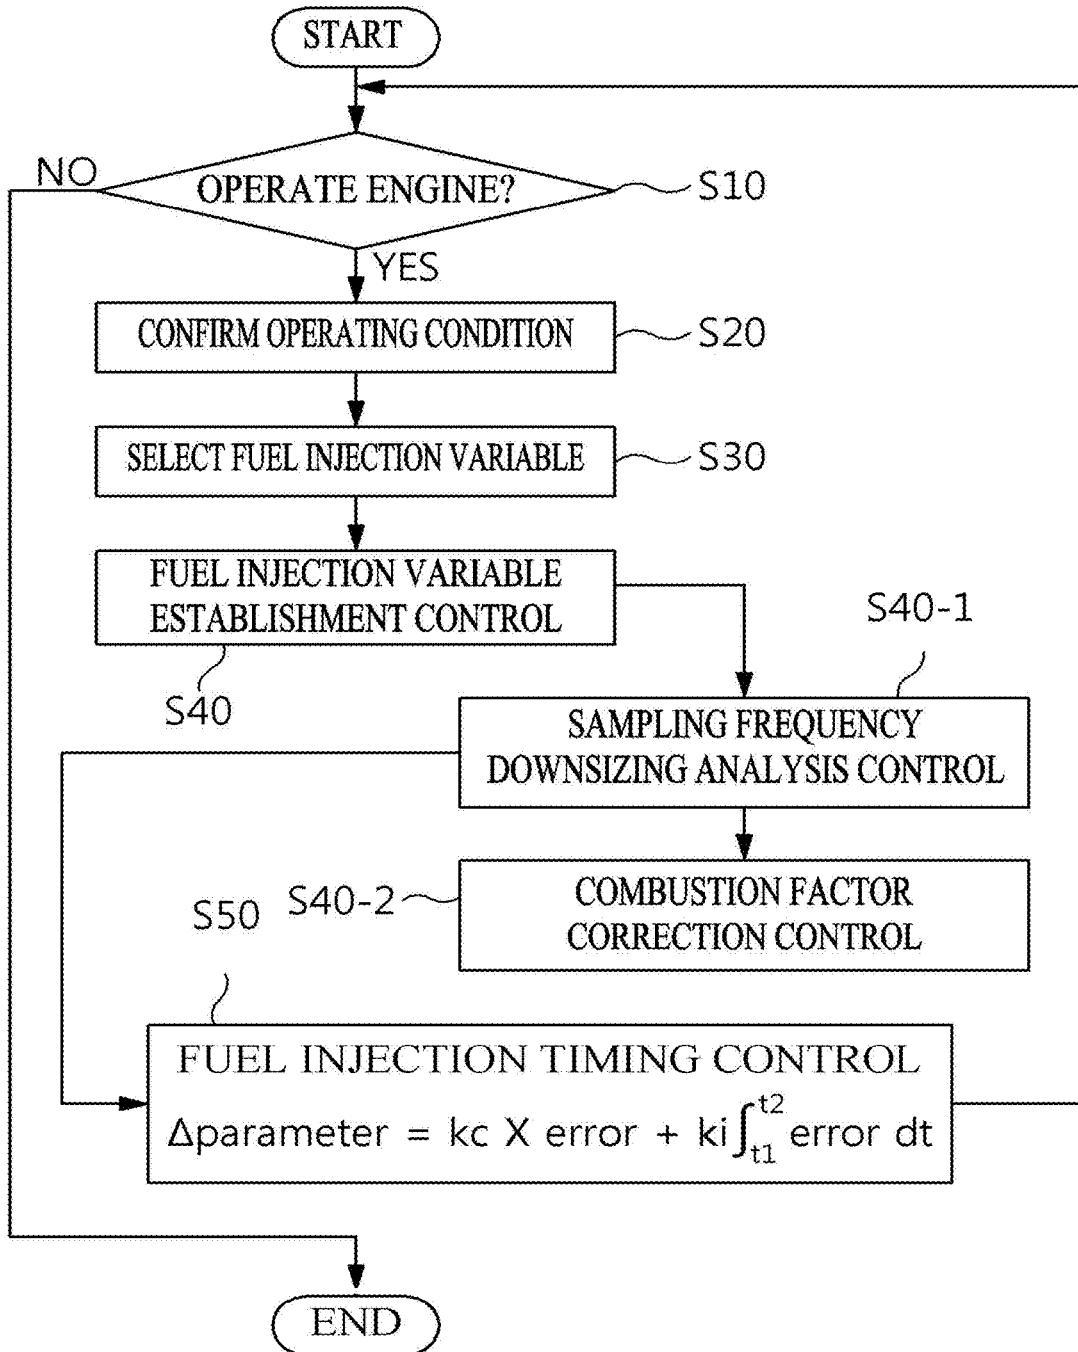 START
NO
OPERATE ENGINE?
S10
YES
CONFIRM OPERATING CONDITION
S20
SELECT FUEL INJECTION VARIABLE
S30
FUEL INJECTION VARIABLE
ESTABLISHMENT CONTROL
S40
S40-1
SAMPLING FREQUENCY
DOWNSIZING ANALYSIS CONTROL
S40-2
COMBUSTION FACTOR
CORRECTION CONTROL
S50
FUEL INJECTION TIMING CONTROL
Δparameter = kc X error + ki∫t1t2 error dt
END